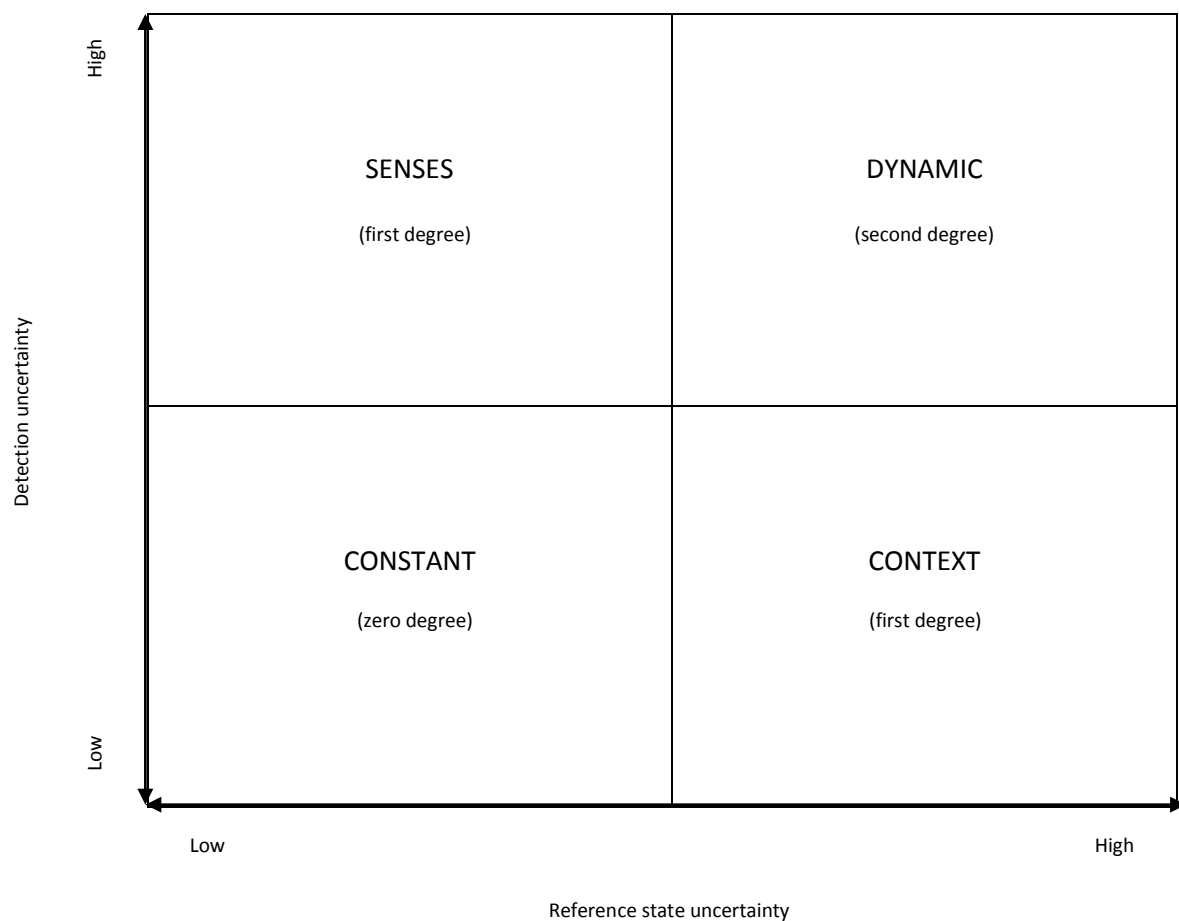 High
SENSES
DYNAMIC
(first degree)
(second degree)
Detection uncertainty
CONSTANT
CONTEXT
(zero degree)
(first degree)
Low
Low
High
Reference state uncertainty